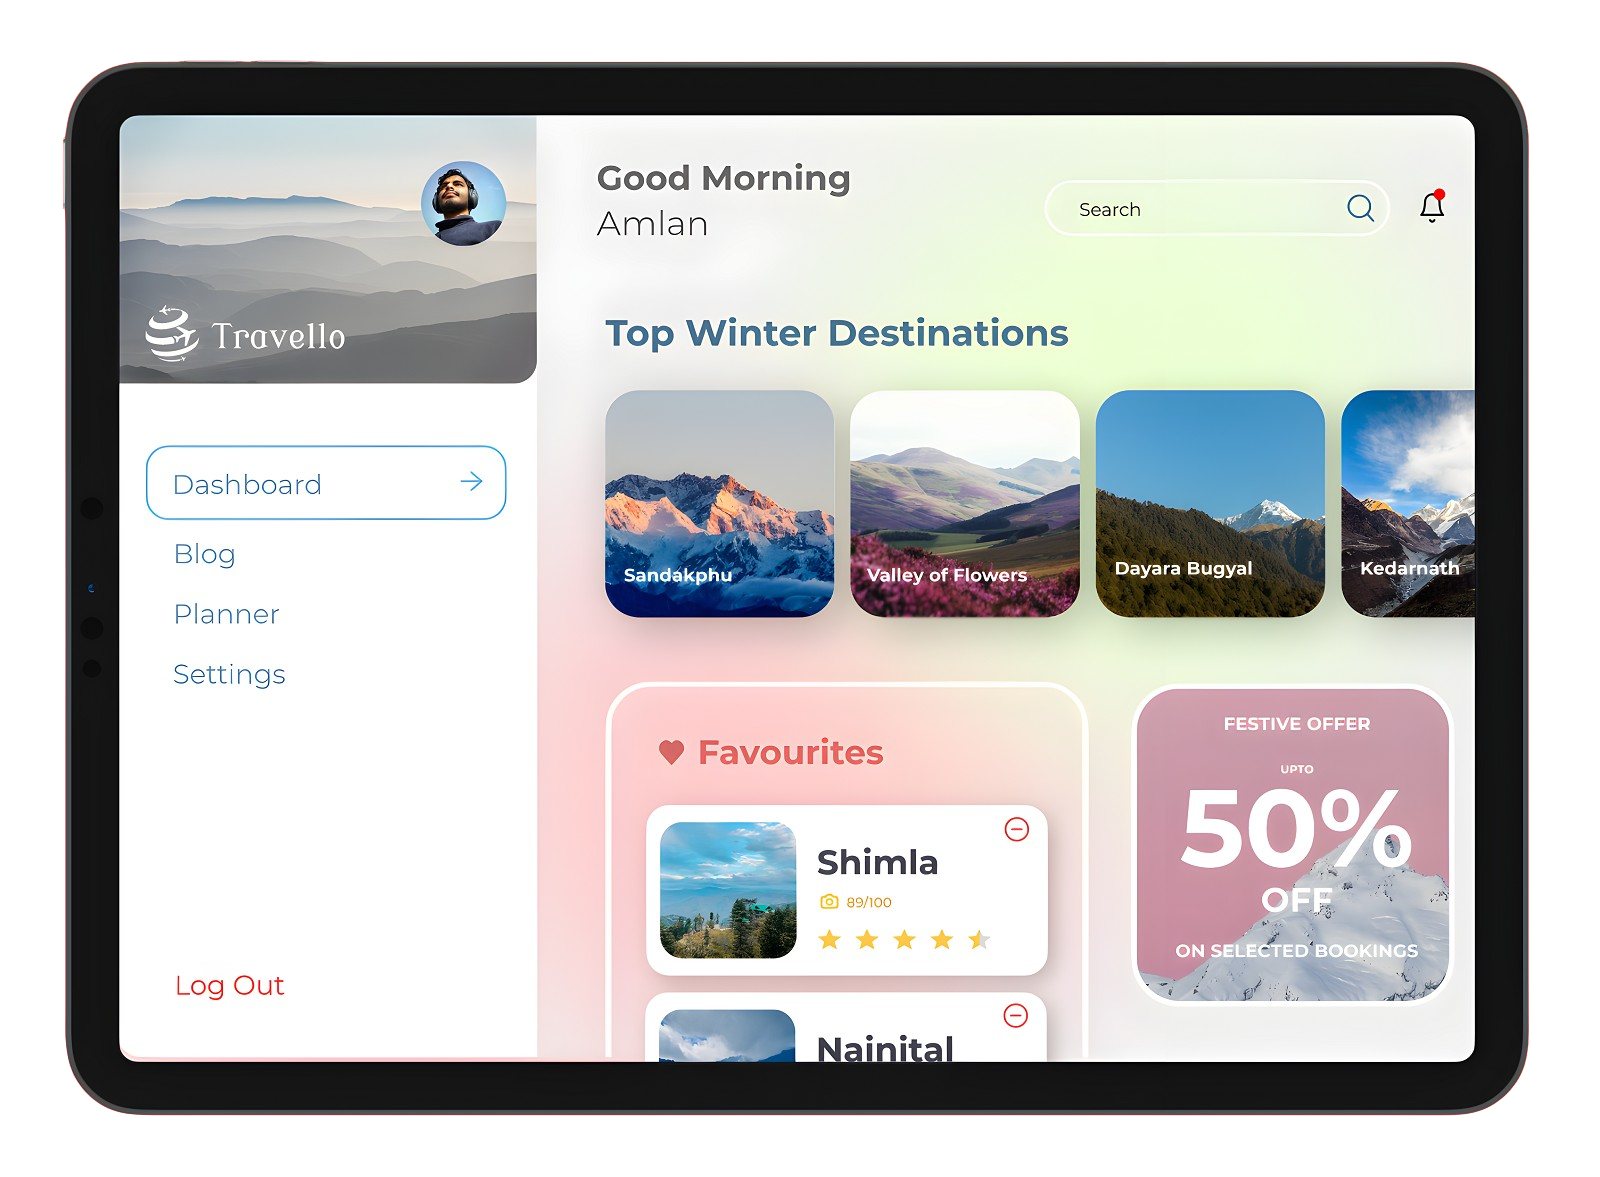 Travello
Dashboard
Blog
Planner
Settings
Log Out
Good Morning
Amlan
Search
Top Winter Destinations
Sandakphu
Valley of Flowers
Dayara Bugyal
Kedarnath
Favourites
Shimla
89/100
Nainital
FESTIVE OFFER
UPTO
50%
OFF
ON SELECTED BOOKINGS